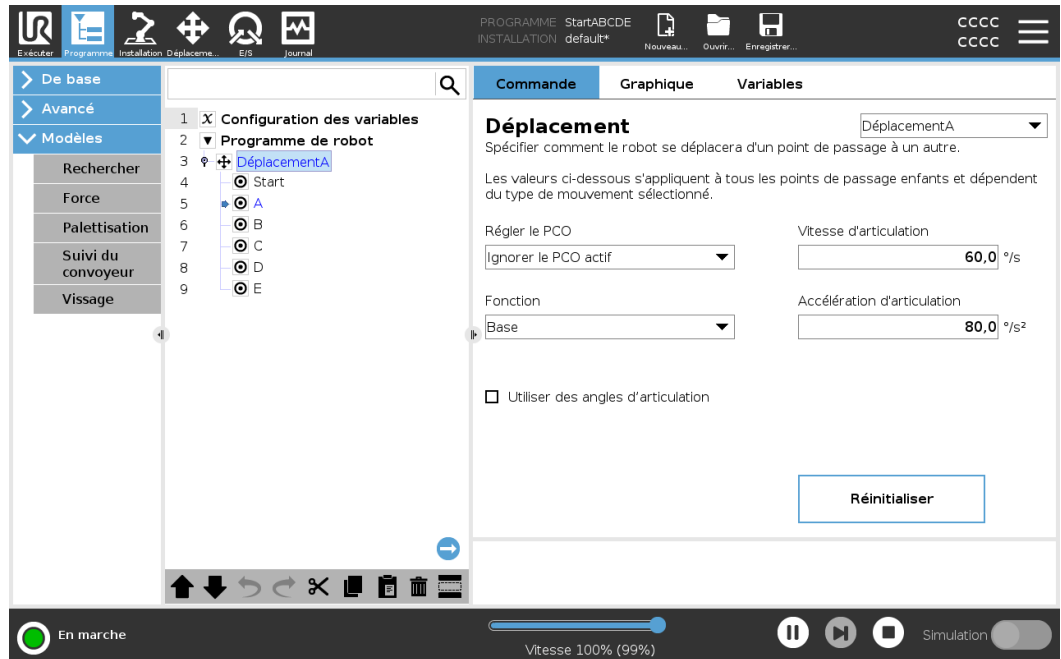 UR
PROGRAMME StartABCDE
INSTALLATION default*
CCCC
CCCC
Exécuter
Programme
Installation
Déplaceme...
E/S
Journal
Nouveau...
Ouvrir...
Enregistrer...
De base
Avancé
Modèles
Rechercher
Force
Palettisation
Suivi du
convoyeur
Vissage
1 X Configuration des variables
2 Programme de robot
3 DéplacementA
4 Start
5 A
6 B
7 C
8 D
9 E
Commande Graphique Variables
Déplacement
DéplacementA
Spécifier comment le robot se déplacera d'un point de passage à un autre.
Les valeurs ci-dessous s'appliquent à tous les points de passage enfants et dépendent
du type de mouvement sélectionné.
Régler le PCO
Vitesse d'articulation
Ignorer le PCO actif
60,0 °/s
Fonction
Accélération d'articulation
Base
80,0 °/s²
Utiliser des angles d’articulation
Réinitialiser
En marche
Vitesse 100% (99%)
Simulation